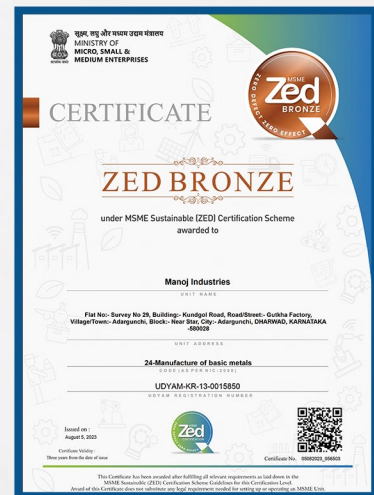 सूक्ष्म, लघु और मध्यम उद्यम मंत्रालय
MINISTRY OF
MICRO, SMALL &
MEDIUM ENTERPRISES
MSME
Zed
BRONZE
ZERO DEFECT ZERO EFFECT
CERTIFICATE
ZED BRONZE
under MSME Sustainable (ZED) Certification Scheme
awarded to
Manoj Industries
UNIT NAME
Flat No:- Survey No 29, Building:- Kundgol Road, Road/Street:- Gutkha Factory,
Village/Town:- Adargunchi, Block:- Near Star, City:- Adargunchi, DHARWAD, KARNATAKA
-580028
UNIT ADDRESS
24-Manufacture of basic metals
CODE (AS PER NIC-2008)
UDYAM-KR-13-0015850
UDYAM REGISTRATION NUMBER
Issued on :
August 5, 2023
Certificate Validity :
Three years from the date of issue
Zed
Certificate No.
This Certificate has been awarded after fulfilling all relevant requirements as laid down in the
MSME Sustainable (ZED) Certification Scheme Guidelines for this Certification Level.
Award of this Certificate does not substitute any legal requirement needed for setting up or operating an MSME Unit.